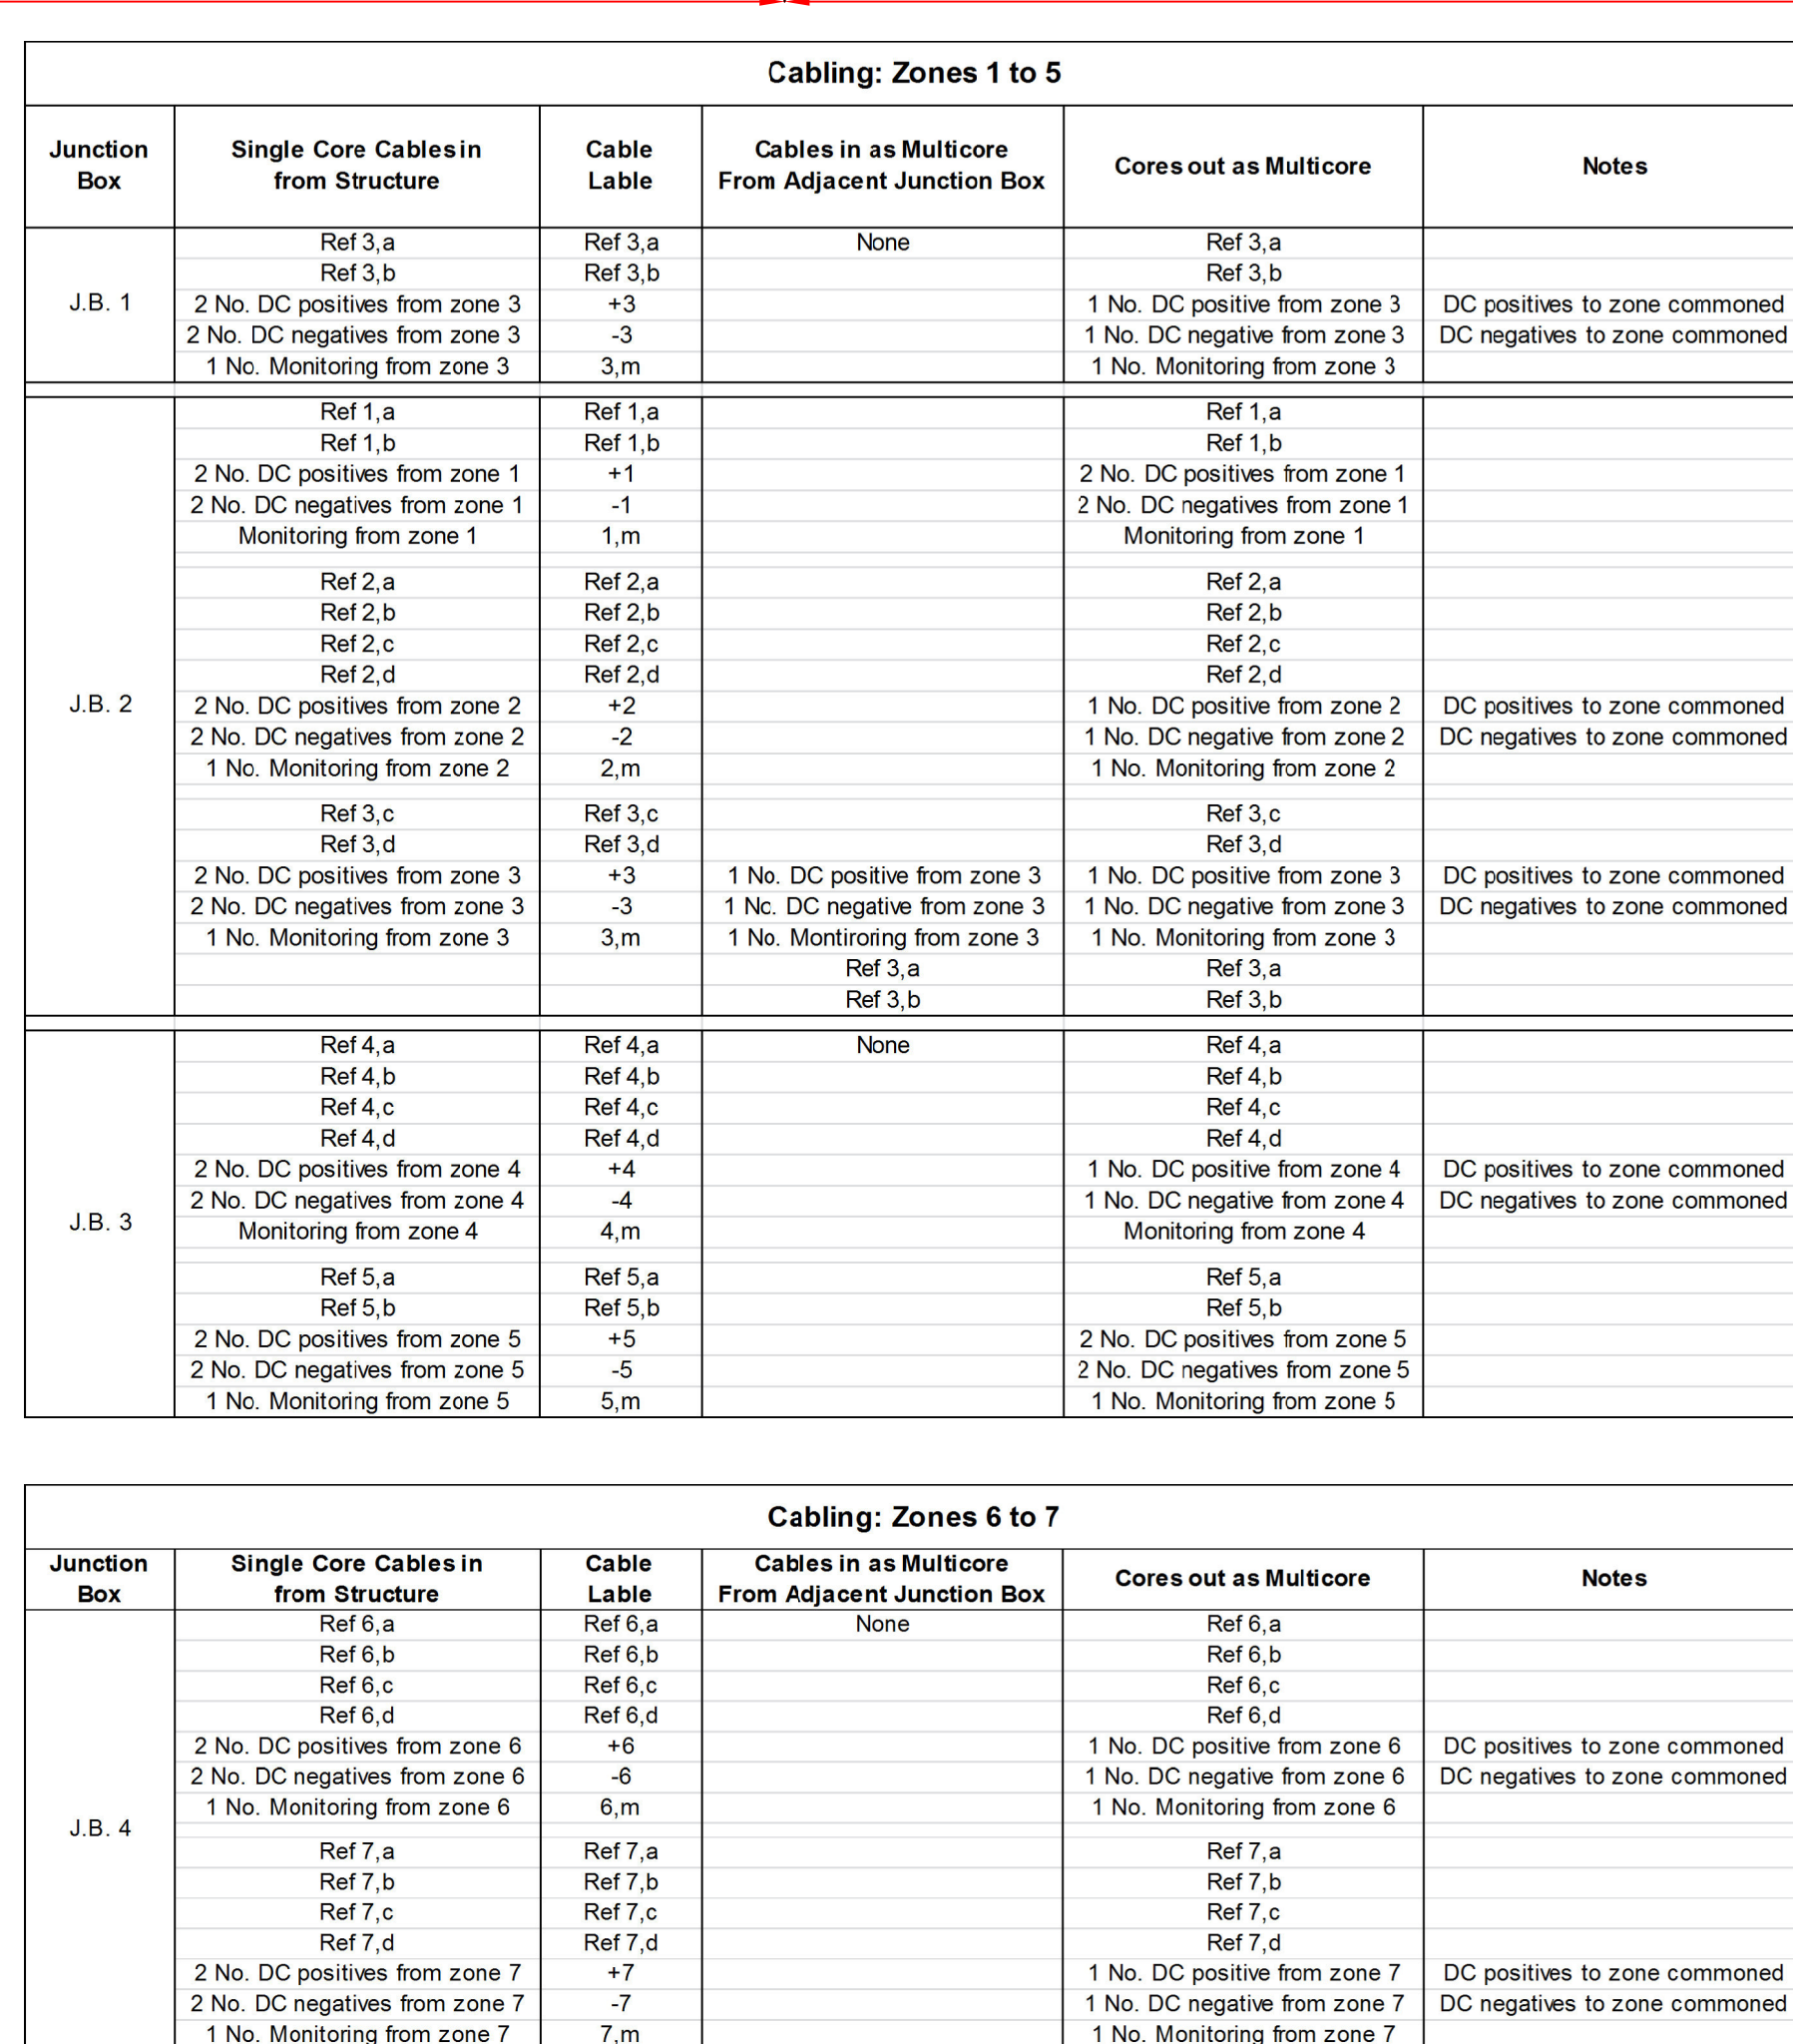 Cabling: Zones 1 to 5
Junction Box Single Core Cables in from Structure Cable Lable Cables in as Multicore From Adjacent Junction Box Cores out as Multicore Notes
J.B. 1
Ref 3,a Ref 3,a None Ref 3,a
Ref 3,b Ref 3,b Ref 3,b
2 No. DC positives from zone 3 +3 1 No. DC positive from zone 3 DC positives to zone commoned
2 No. DC negatives from zone 3 -3 1 No. DC negative from zone 3 DC negatives to zone commoned
1 No. Monitoring from zone 3 3,m 1 No. Monitoring from zone 3
J.B. 2
Ref 1,a Ref 1,a Ref 1,a
Ref 1,b Ref 1,b Ref 1,b
2 No. DC positives from zone 1 +1 2 No. DC positives from zone 1
2 No. DC negatives from zone 1 -1 2 No. DC negatives from zone 1
Monitoring from zone 1 1,m Monitoring from zone 1
Ref 2,a Ref 2,a Ref 2,a
Ref 2,b Ref 2,b Ref 2,b
Ref 2,c Ref 2,c Ref 2,c
Ref 2,d Ref 2,d Ref 2,d
2 No. DC positives from zone 2 +2 1 No. DC positive from zone 2 DC positives to zone commoned
2 No. DC negatives from zone 2 -2 1 No. DC negative from zone 2 DC negatives to zone commoned
1 No. Monitoring from zone 2 2,m 1 No. Monitoring from zone 2
Ref 3,c Ref 3,c Ref 3,c
Ref 3,d Ref 3,d Ref 3,d
2 No. DC positives from zone 3 +3 1 No. DC positive from zone 3 1 No. DC positive from zone 3 DC positives to zone commoned
2 No. DC negatives from zone 3 -3 1 No. DC negative from zone 3 1 No. DC negative from zone 3 DC negatives to zone commoned
1 No. Monitoring from zone 3 3,m 1 No. Montiroring from zone 3 1 No. Monitoring from zone 3
Ref 3,a Ref 3,a
Ref 3,b Ref 3,b
J.B. 3
Ref 4,a Ref 4,a None Ref 4,a
Ref 4,b Ref 4,b Ref 4,b
Ref 4,c Ref 4,c Ref 4,c
Ref 4,d Ref 4,d Ref 4,d
2 No. DC positives from zone 4 +4 1 No. DC positive from zone 4 DC positives to zone commoned
2 No. DC negatives from zone 4 -4 1 No. DC negative from zone 4 DC negatives to zone commoned
Monitoring from zone 4 4,m Monitoring from zone 4
Ref 5,a Ref 5,a Ref 5,a
Ref 5,b Ref 5,b Ref 5,b
2 No. DC positives from zone 5 +5 2 No. DC positives from zone 5
2 No. DC negatives from zone 5 -5 2 No. DC negatives from zone 5
1 No. Monitoring from zone 5 5,m 1 No. Monitoring from zone 5
Cabling: Zones 6 to 7
Junction Box Single Core Cables in from Structure Cable Lable Cables in as Multicore From Adjacent Junction Box Cores out as Multicore Notes
J.B. 4
Ref 6,a Ref 6,a None Ref 6,a
Ref 6,b Ref 6,b Ref 6,b
Ref 6,c Ref 6,c Ref 6,c
Ref 6,d Ref 6,d Ref 6,d
2 No. DC positives from zone 6 +6 1 No. DC positive from zone 6 DC positives to zone commoned
2 No. DC negatives from zone 6 -6 1 No. DC negative from zone 6 DC negatives to zone commoned
1 No. Monitoring from zone 6 6,m 1 No. Monitoring from zone 6
Ref 7,a Ref 7,a Ref 7,a
Ref 7,b Ref 7,b Ref 7,b
Ref 7,c Ref 7,c Ref 7,c
Ref 7,d Ref 7,d Ref 7,d
2 No. DC positives from zone 7 +7 1 No. DC positive from zone 7 DC positives to zone commoned
2 No. DC negatives from zone 7 -7 1 No. DC negative from zone 7 DC negatives to zone commoned
1 No. Monitoring from zone 7 7,m 1 No. Monitoring from zone 7